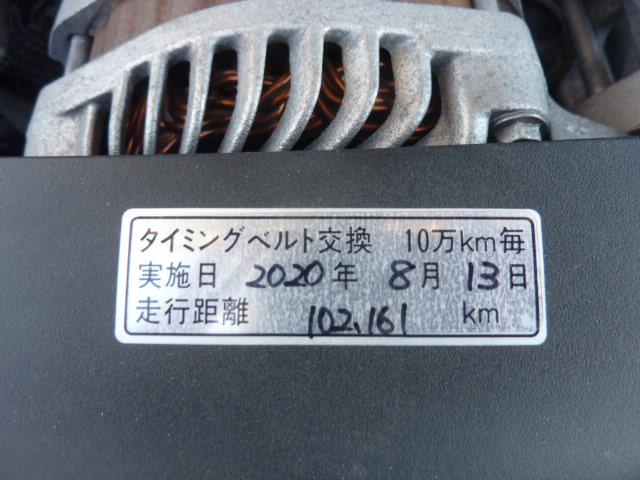 タイミングベルト交換 10万km毎
実施日 2020年 8月 13日
走行距離 102,161 km